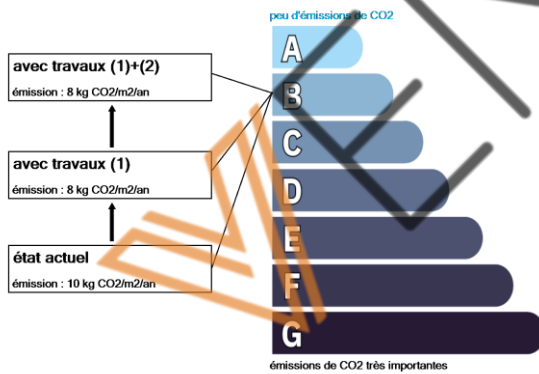 peu d'émissions de CO2
avec travaux (1)+(2)
émission : 8 kg CO2/m2/an
avec travaux (1)
émission : 8 kg CO2/m2/an
état actuel
émission : 10 kg CO2/m2/an
A
B
C
D
E
F
G
émissions de CO2 très importantes